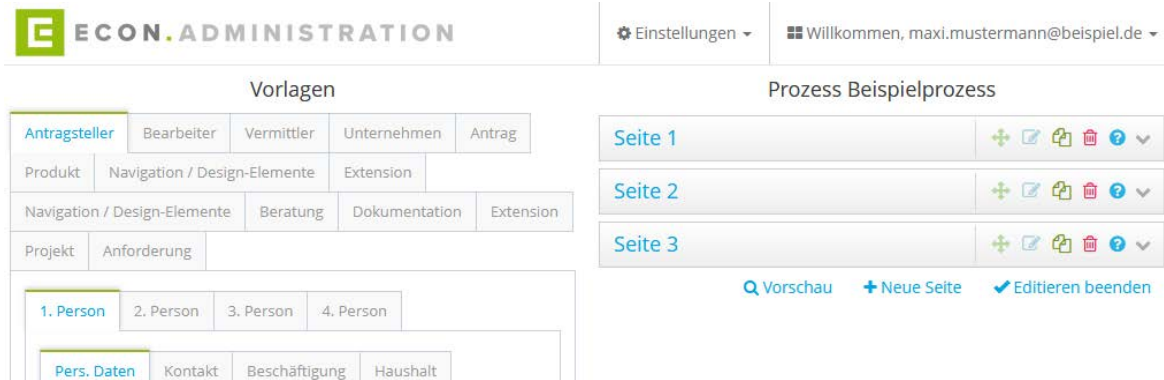 ECON.ADMINISTRATION
Einstellungen
Willkommen, maxi.mustermann@beispiel.de
Vorlagen
Antragsteller Bearbeiter Vermittler Unternehmen Antrag
Produkt Navigation / Design-Elemente Extension
Navigation / Design-Elemente Beratung Dokumentation Extension
Projekt Anforderung
1. Person 2. Person 3. Person 4. Person
Pers. Daten Kontakt Beschäftigung Haushalt
Prozess Beispielprozess
Seite 1
Seite 2
Seite 3
Vorschau Neue Seite Editieren beenden